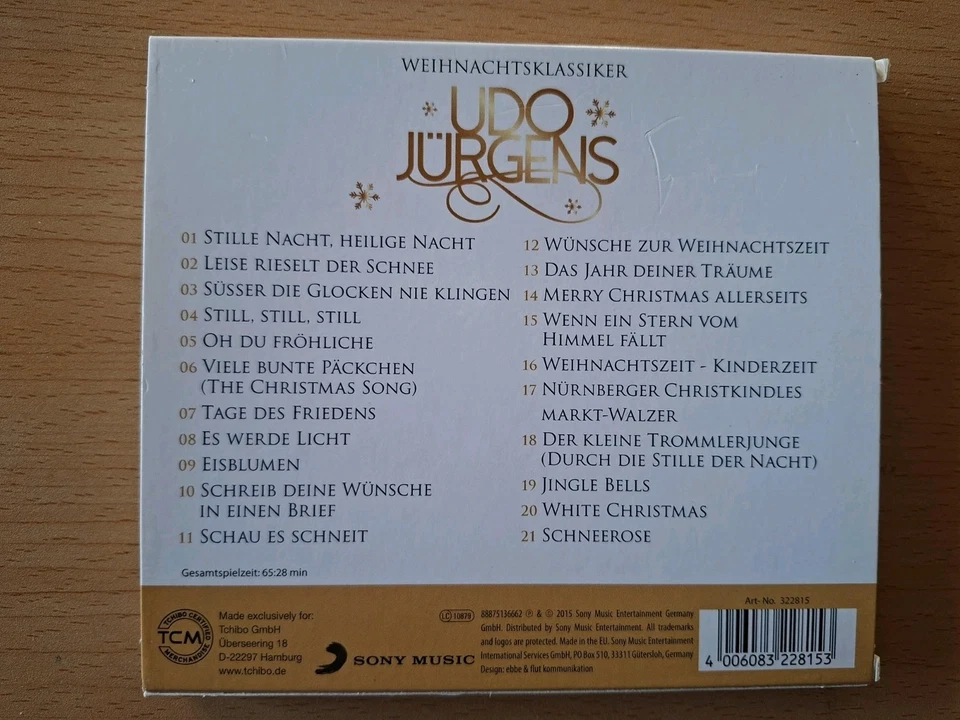 WEIHNACHTSKLASSIKER
UDO
JÜRGENS
01 STILLE NACHT, HEILIGE NACHT
02 LEISE RIESELT DER SCHNEE
03 SÜSSER DIE GLOCKEN NIE KLINGEN
04 STILL, STILL, STILL
05 OH DU FRÖHLICHE
06 VIELE BUNTE PÄCKCHEN
(THE CHRISTMAS SONG)
07 TAGE DES FRIEDENS
08 ES WERDE LICHT
09 EISBLUMEN
10 SCHREIB DEINE WÜNSCHE
IN EINEN BRIEF
11 SCHAU ES SCHNEIT
12 WÜNSCHE ZUR WEIHNACHTSZEIT
13 DAS JAHR DEINER TRÄUME
14 MERRY CHRISTMAS ALLERSEITS
15 WENN EIN STERN VOM
HIMMEL FÄLLT
16 WEIHNACHTSZEIT - KINDERZEIT
17 NÜRNBERGER CHRISTKINDLES
MARKT-WALZER
18 DER KLEINE TROMMLERJUNGE
(DURCH DIE STILLE DER NACHT)
19 JINGLE BELLS
20 WHITE CHRISTMAS
21 SCHNEEROSE
Gesamtspielzeit: 65:28 min
TCHIBO CERTIFIED
TCM
MERCHANDISE
Made exclusively for:
Tchibo GmbH
Überseering 18
D-22297 Hamburg
www.tchibo.de
SONY MUSIC
LC 10879
88875136662 ℗ & © 2015 Sony Music Entertainment Germany
GmbH. Distributed by Sony Music Entertainment. All trademarks
and logos are protected. Made in the EU. Sony Music Entertainment
International Services GmbH, PO Box 510, 33311 Gütersloh, Germany
Design: ebbe & flut kommunikation
Art- No. 322815
4 006083 228153